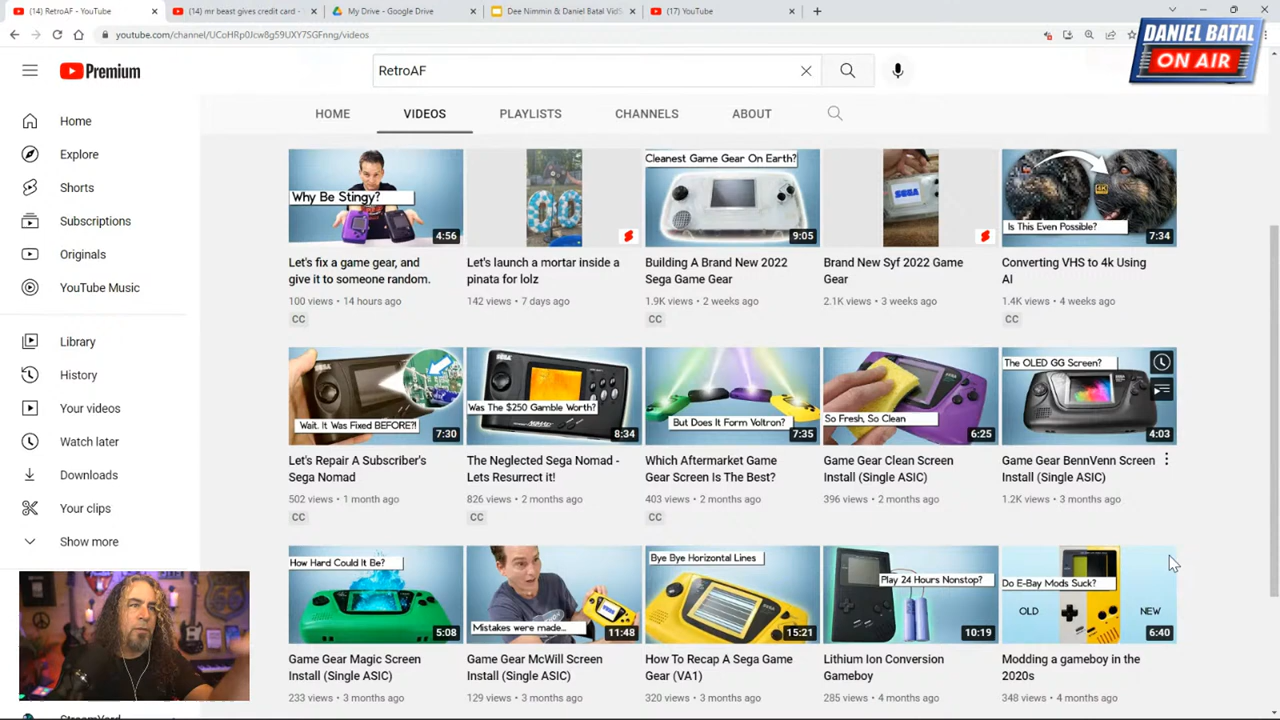 (14) RetroAF - YouTube
(14) mr beast gives credit card -
My Drive - Google Drive
Dee Nimmin & Daniel Batal VidS
(17) YouTube
youtube.com/channel/UCoHRp0Jcw8g59UXY7SGFnng/videos
DANIEL BATAL
ON AIR
Premium
RetroAF
HOME
VIDEOS
PLAYLISTS
CHANNELS
ABOUT
Home
Explore
Shorts
Subscriptions
Originals
YouTube Music
Library
History
Your videos
Watch later
Downloads
Your clips
Show more
Why Be Stingy?
4:56
Let's fix a game gear, and
give it to someone random.
100 views • 14 hours ago
CC
Let's launch a mortar inside a
pinata for lolz
142 views • 7 days ago
Cleanest Game Gear On Earth?
9:05
Building A Brand New 2022
Sega Game Gear
1.9K views • 2 weeks ago
CC
SEGA
Brand New Syf 2022 Game
Gear
2.1K views • 3 weeks ago
4K
Is This Even Possible?
7:34
Converting VHS to 4k Using
AI
1.4K views • 4 weeks ago
CC
Wait. It Was Fixed BEFORE?!
7:30
Let's Repair A Subscriber's
Sega Nomad
502 views • 1 month ago
CC
Was The $250 Gamble Worth?
8:34
The Neglected Sega Nomad -
Lets Resurrect it!
826 views • 2 months ago
CC
But Does It Form Voltron?
7:35
Which Aftermarket Game
Gear Screen Is The Best?
403 views • 2 months ago
CC
So Fresh, So Clean
6:25
Game Gear Clean Screen
Install (Single ASIC)
396 views • 2 months ago
The OLED GG Screen?
4:03
Game Gear BennVenn Screen
Install (Single ASIC)
1.2K views • 3 months ago
How Hard Could It Be?
5:08
Game Gear Magic Screen
Install (Single ASIC)
233 views • 3 months ago
Mistakes were made...
11:48
Game Gear McWill Screen
Install (Single ASIC)
129 views • 3 months ago
Bye Bye Horizontal Lines
15:21
How To Recap A Sega Game
Gear (VA1)
320 views • 3 months ago
Play 24 Hours Nonstop?
10:19
Lithium Ion Conversion
Gameboy
285 views • 4 months ago
Do E-Bay Mods Suck?
OLD
NEW
6:40
Modding a gameboy in the
2020s
348 views • 4 months ago
StreamYard